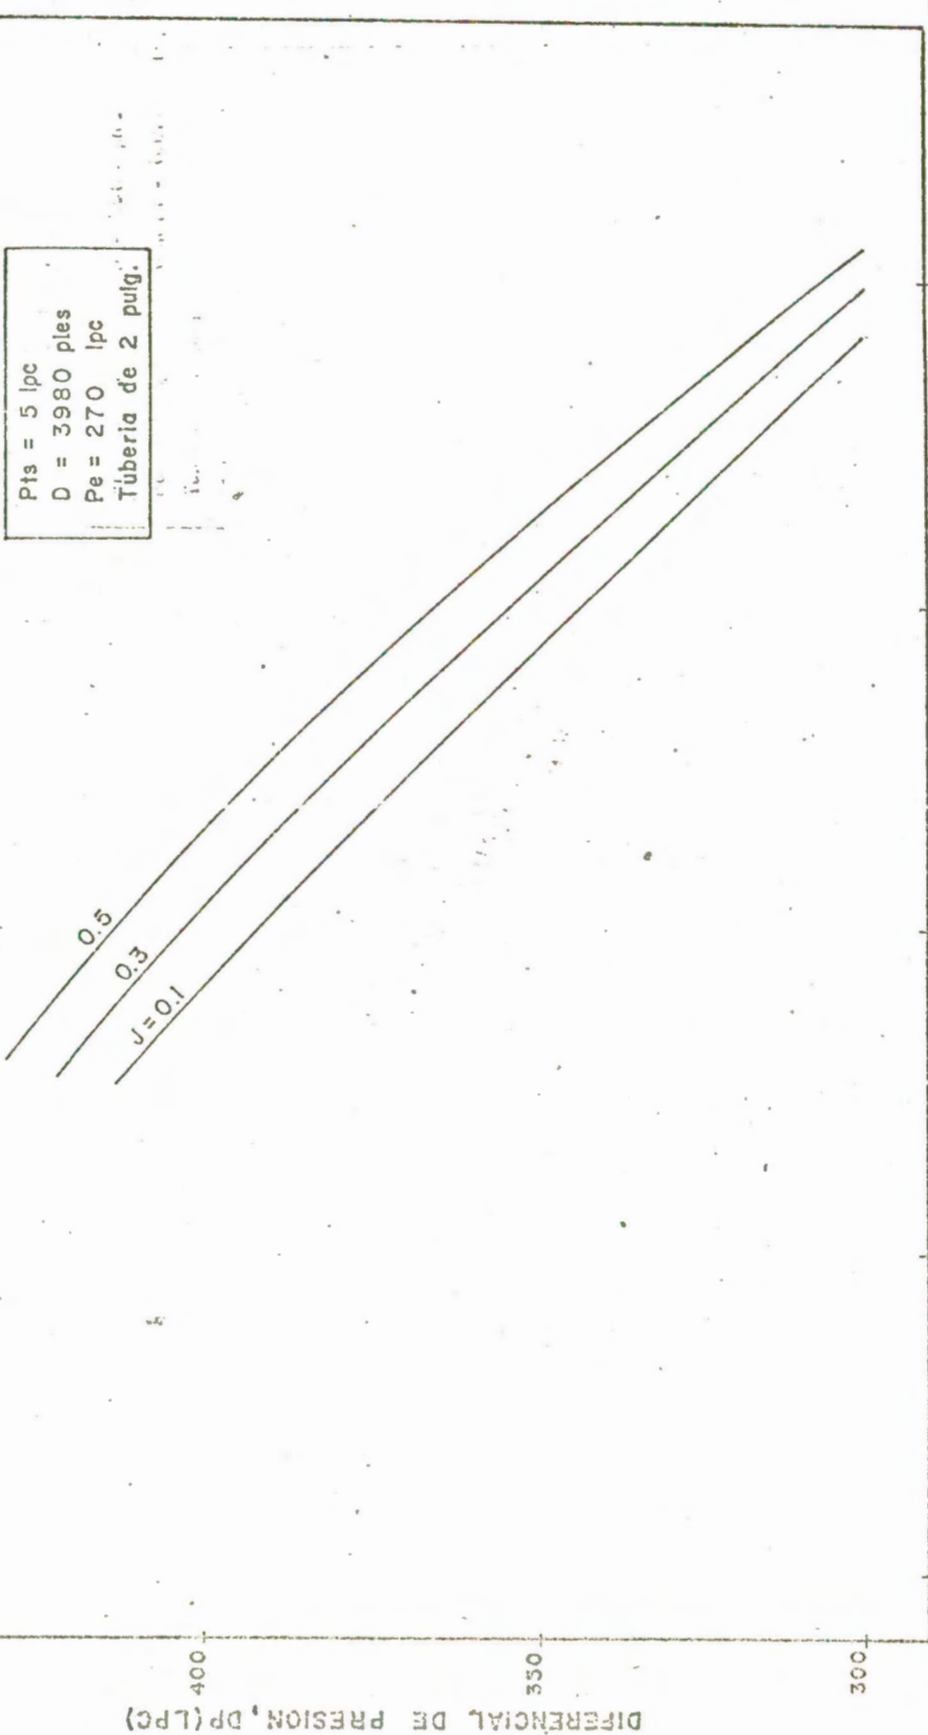 Pts = 5 lpc
D = 3980 pies
Pe = 270 lpc
Tuberia de 2 pulg.
0.5
0.3
J = 0.1
400
350
300
DIFERENCIAL DE PRESION, DP (LPC)